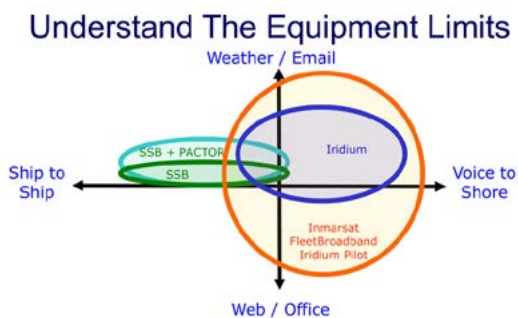 Understand The Equipment Limits
Weather / Email
SSB + PACTOR
SSB
Iridium
Ship to
Ship
Voice to
Shore
Inmarsat
FleetBroadband
Iridium Pilot
Web / Office